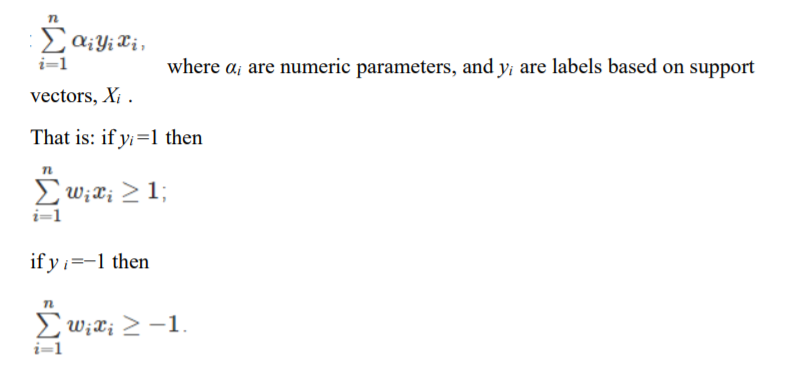 : $\sum_{i=1}^{n} \alpha_i y_i x_i,$ where $\alpha_i$ are numeric parameters, and $y_i$ are labels based on support
vectors, $X_i$ .
That is: if $y_i$=1 then
$\sum_{i=1}^{n} w_i x_i \geq 1;$
if $y_i$=−1 then
$\sum_{i=1}^{n} w_i x_i \geq -1.$